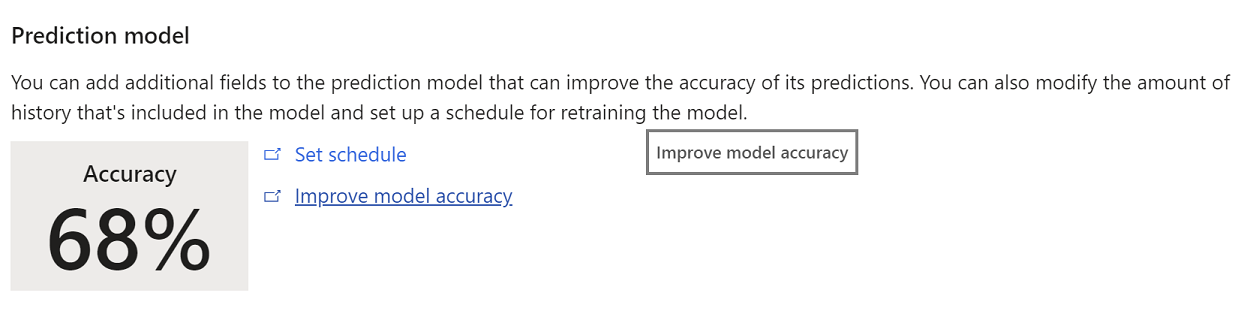 Prediction model
You can add additional fields to the prediction model that can improve the accuracy of its predictions. You can also modify the amount of
history that's included in the model and set up a schedule for retraining the model.
Accuracy
68%
Set schedule
Improve model accuracy
Improve model accuracy